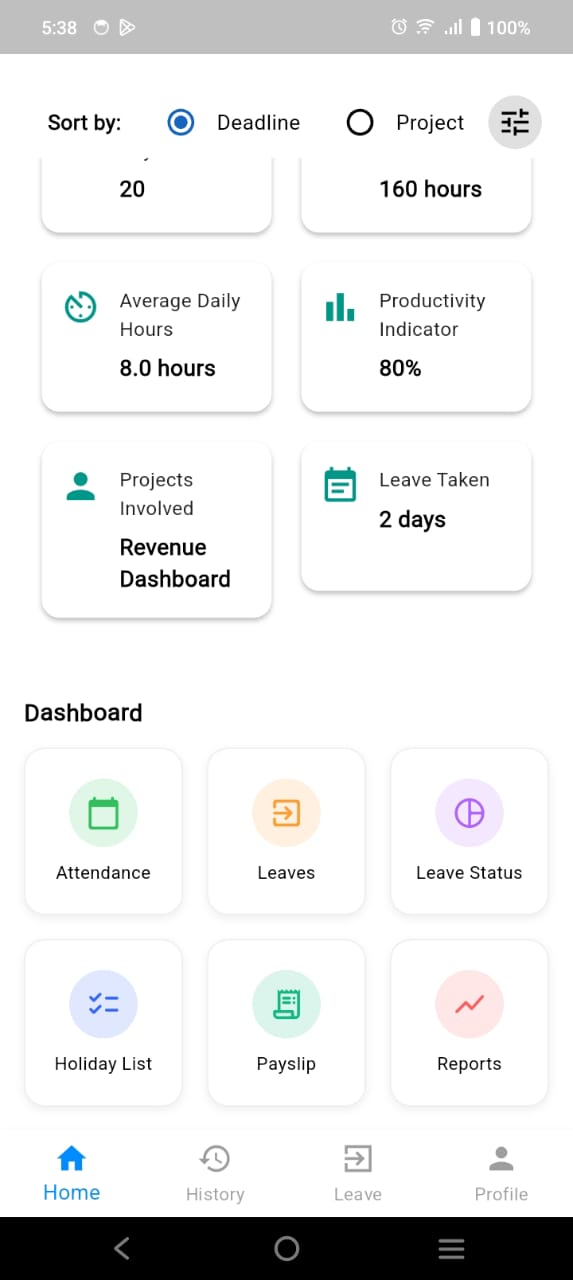 5:38 100%
Sort by: Deadline Project
20 160 hours
Average Daily Hours
8.0 hours
Productivity Indicator
80%
Projects Involved
Revenue Dashboard
Leave Taken
2 days
Dashboard
Attendance Leaves Leave Status
Holiday List Payslip Reports
Home History Leave Profile